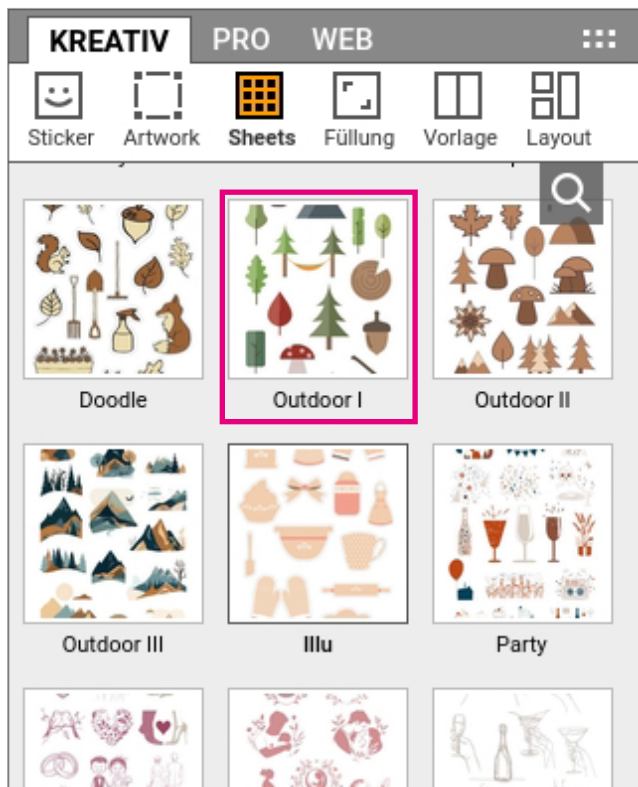 KREATIV PRO WEB
Sticker Artwork Sheets Füllung Vorlage Layout
Doodle Outdoor I Outdoor II
Outdoor III Illu Party